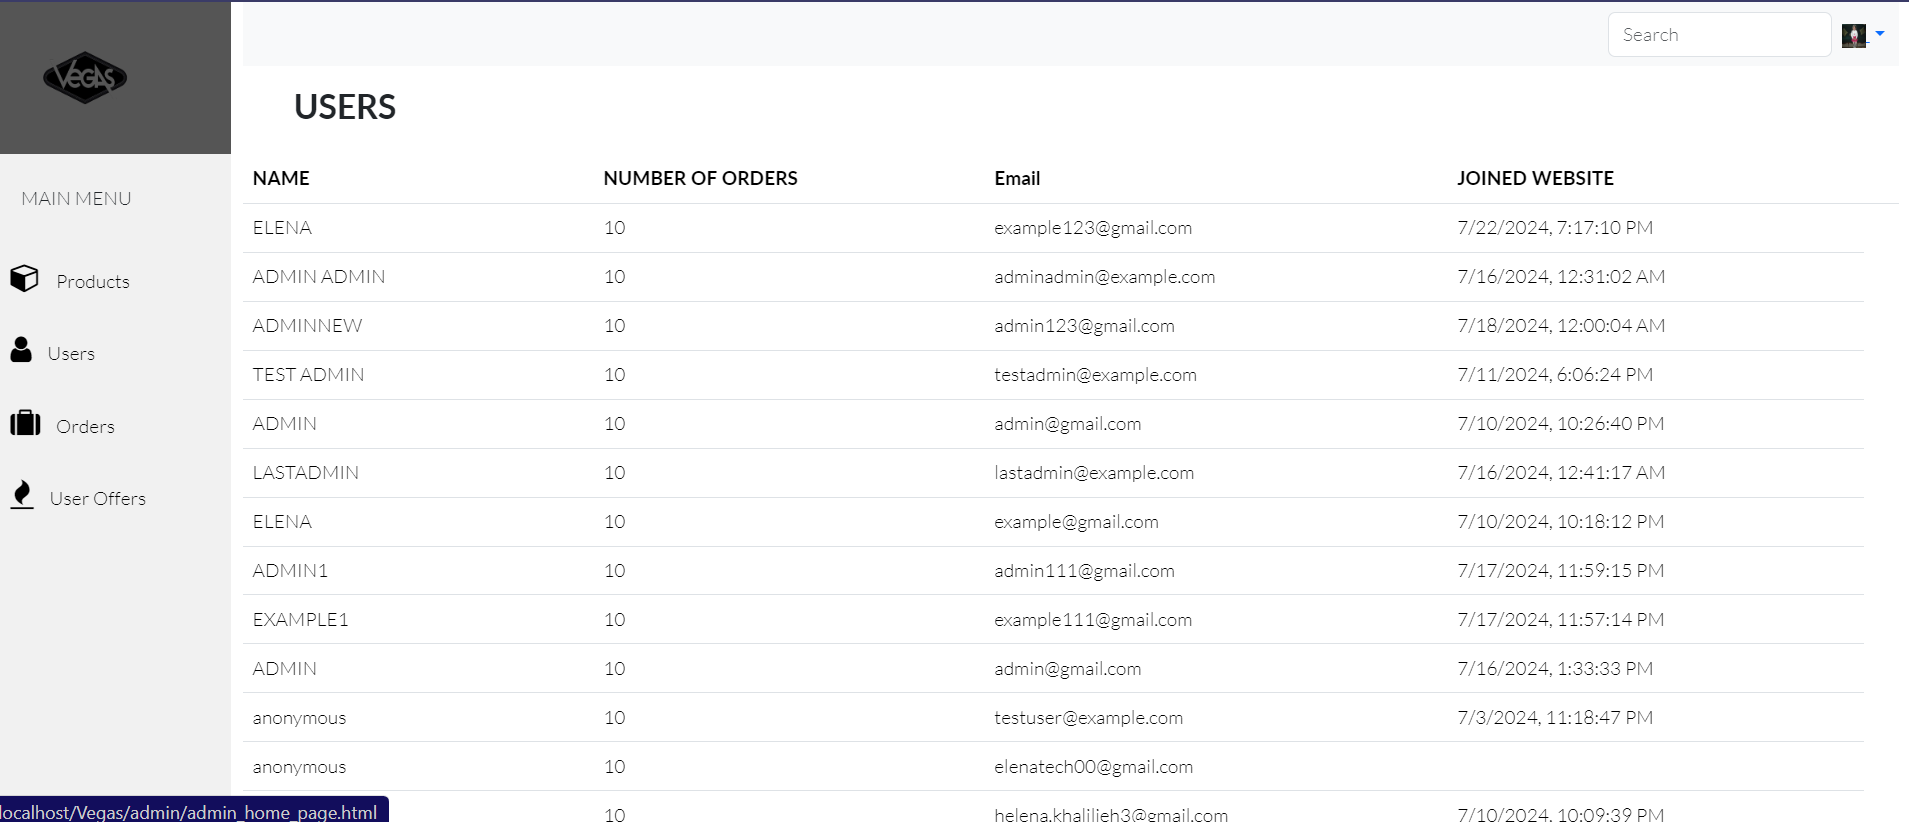 Search
VEGAS
USERS
MAIN MENU
Products
Users
Orders
User Offers
NAME NUMBER OF ORDERS Email JOINED WEBSITE
ELENA 10 example123@gmail.com 7/22/2024, 7:17:10 PM
ADMIN ADMIN 10 adminadmin@example.com 7/16/2024, 12:31:02 AM
ADMINNEW 10 admin123@gmail.com 7/18/2024, 12:00:04 AM
TEST ADMIN 10 testadmin@example.com 7/11/2024, 6:06:24 PM
ADMIN 10 admin@gmail.com 7/10/2024, 10:26:40 PM
LASTADMIN 10 lastadmin@example.com 7/16/2024, 12:41:17 AM
ELENA 10 example@gmail.com 7/10/2024, 10:18:12 PM
ADMIN1 10 admin111@gmail.com 7/17/2024, 11:59:15 PM
EXAMPLE1 10 example111@gmail.com 7/17/2024, 11:57:14 PM
ADMIN 10 admin@gmail.com 7/16/2024, 1:33:33 PM
anonymous 10 testuser@example.com 7/3/2024, 11:18:47 PM
anonymous 10 elenatech00@gmail.com
10 helena.khalilieh3@gmail.com 7/10/2024, 10:09:39 PM
localhost/Vegas/admin/admin_home_page.html